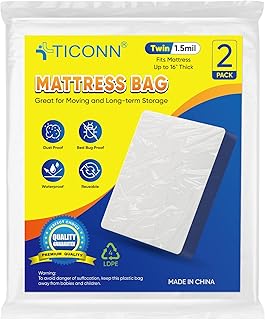 TICONN®
Twin 1.5mil
Fits Mattress
Up to 16" Thick
2
PACK
MATTRESS BAG
Great for Moving and Long-term Storage
Dust Proof
Bed Bug Proof
Waterproof
Reusable
QUALITY
GUARANTEE
PREMIUM QUALITY
4
LDPE
Warning:
To avoid danger of suffocation, keep this plastic bag
away from babies and children.
MADE IN CHINA